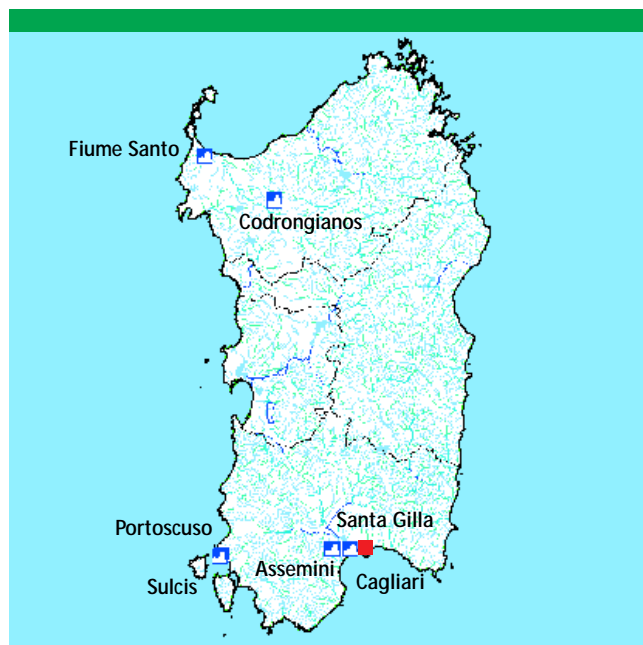 Fiume Santo
Codrongianos
Santa Gilla
Portoscuso
Assemini
Sulcis
Cagliari